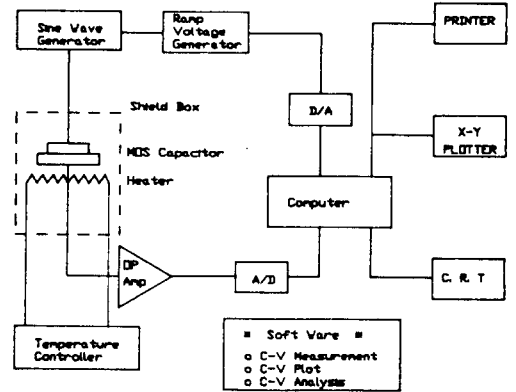 Sine Wave
Generator
Ramp
Voltage
Generator
PRINTER
Shield Box
D/A
MOS Capacitor
X-Y
PLOTTER
Heater
Computer
OP
Amp
A/D
C. R. T
Temperature
Controller
■ Soft Ware ■
o C-V Measurement
o C-V Plot
o C-V Analysis